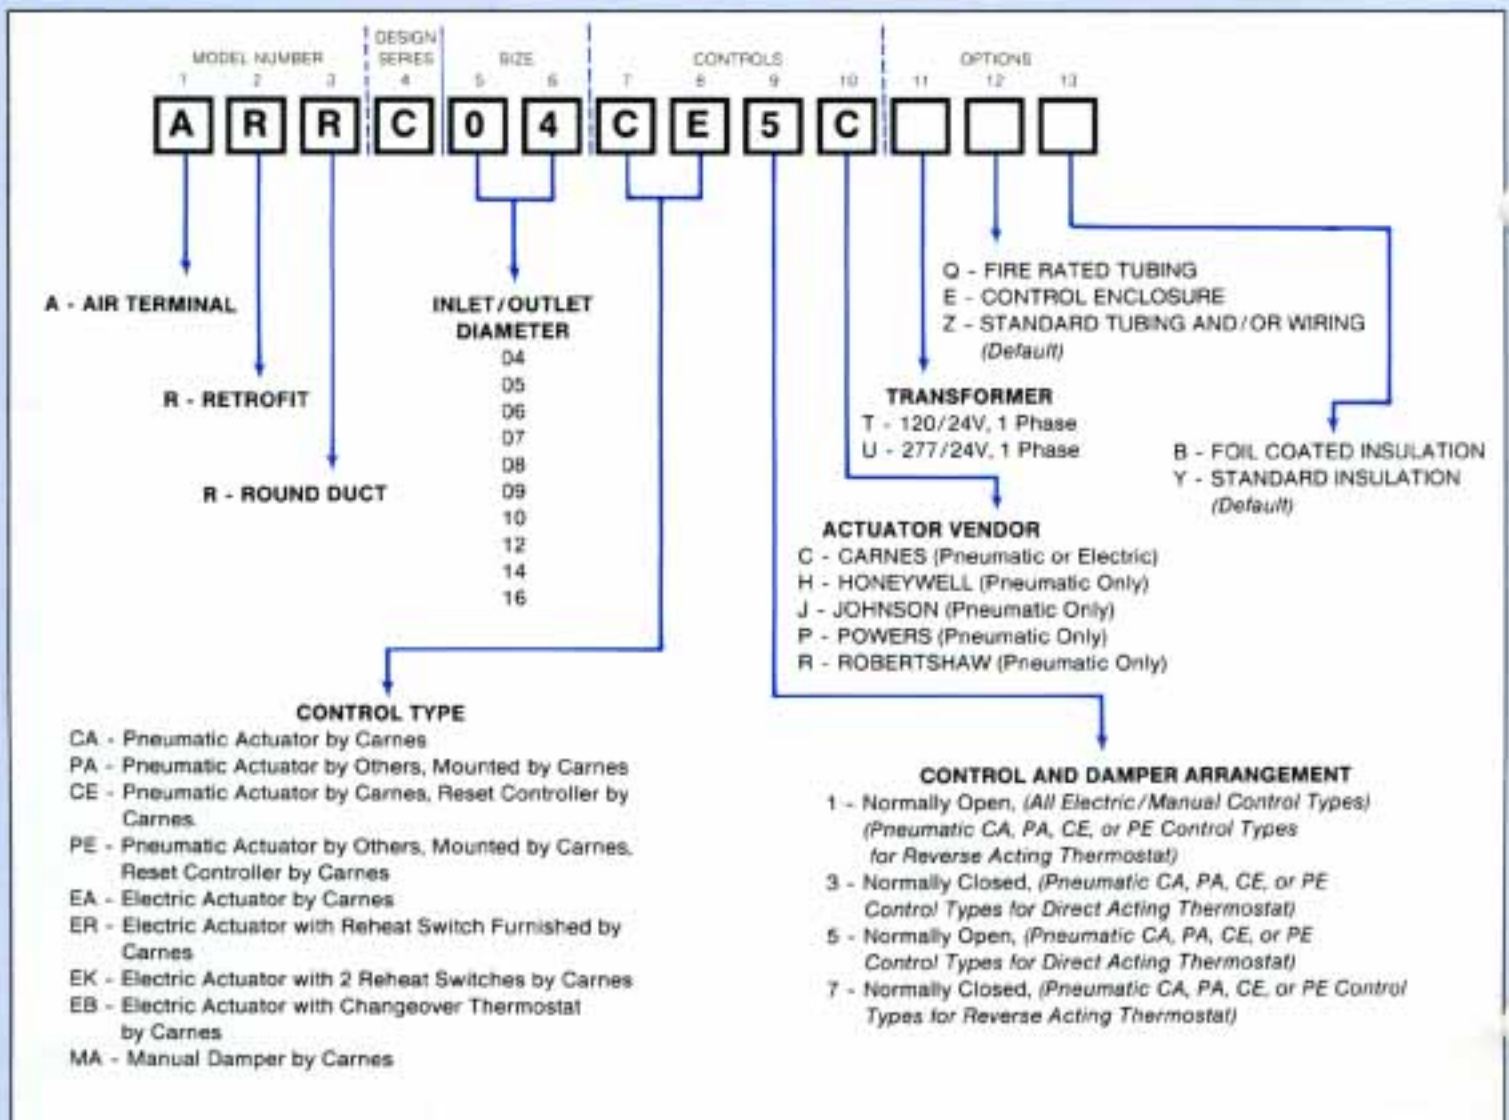 MODEL NUMBER
DESIGN
SERIES
SIZE
CONTROLS
OPTIONS
1 2 3 4 5 6 7 8 9 10 11 12 13
A R R C 0 4 C E 5 C
A - AIR TERMINAL
R - RETROFIT
R - ROUND DUCT
INLET/OUTLET
DIAMETER
04
05
06
07
08
09
10
12
14
16
Q - FIRE RATED TUBING
E - CONTROL ENCLOSURE
Z - STANDARD TUBING AND/OR WIRING
(Default)
TRANSFORMER
T - 120/24V, 1 Phase
U - 277/24V, 1 Phase
B - FOIL COATED INSULATION
Y - STANDARD INSULATION
(Default)
ACTUATOR VENDOR
C - CARNES (Pneumatic or Electric)
H - HONEYWELL (Pneumatic Only)
J - JOHNSON (Pneumatic Only)
P - POWERS (Pneumatic Only)
R - ROBERTSHAW (Pneumatic Only)
CONTROL TYPE
CA - Pneumatic Actuator by Carnes
PA - Pneumatic Actuator by Others, Mounted by Carnes
CE - Pneumatic Actuator by Carnes, Reset Controller by
Carnes.
PE - Pneumatic Actuator by Others, Mounted by Carnes,
Reset Controller by Carnes
EA - Electric Actuator by Carnes
ER - Electric Actuator with Reheat Switch Furnished by
Carnes
EK - Electric Actuator with 2 Reheat Switches by Carnes
EB - Electric Actuator with Changeover Thermostat
by Carnes
MA - Manual Damper by Carnes
CONTROL AND DAMPER ARRANGEMENT
1 - Normally Open, (All Electric/Manual Control Types)
(Pneumatic CA, PA, CE, or PE Control Types
for Reverse Acting Thermostat)
3 - Normally Closed, (Pneumatic CA, PA, CE, or PE
Control Types for Direct Acting Thermostat)
5 - Normally Open, (Pneumatic CA, PA, CE, or PE
Control Types for Direct Acting Thermostat)
7 - Normally Closed, (Pneumatic CA, PA, CE, or PE Control
Types for Reverse Acting Thermostat)